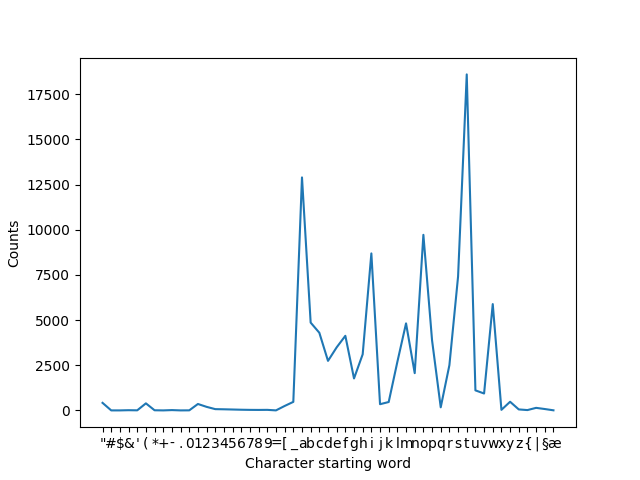 17500
15000
12500
10000
7500
5000
2500
0
Counts
"#$&'(*+-.0123456789=[_abcdefghijklmnopqrstuvwxyz{|§æ
Character starting word